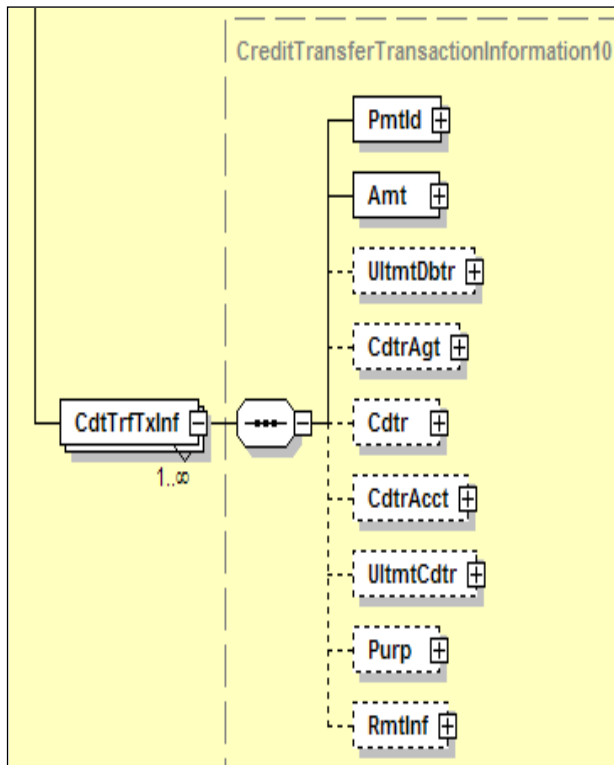 CreditTransferTransactionInformation10
PmtId
Amt
UltmtDbtr
CdtrAgt
CdtTrfTxInf
Cdtr
1..∞
CdtrAcct
UltmtCdtr
Purp
RmtInf